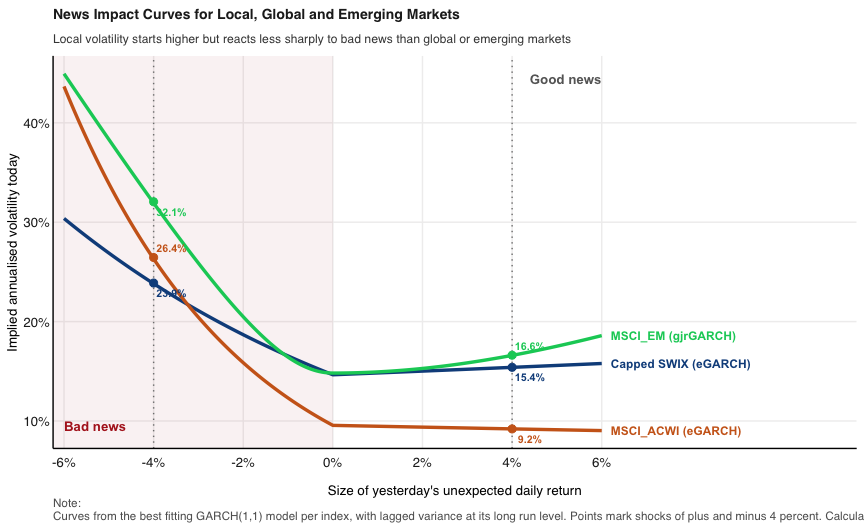 News Impact Curves for Local, Global and Emerging Markets
Local volatility starts higher but reacts less sharply to bad news than global or emerging markets
Good news
40%
30%
20%
10%
Implied annualised volatility today
32.1%
26.4%
23.9%
16.6%
15.4%
9.2%
MSCI_EM (gjrGARCH)
Capped SWIX (eGARCH)
MSCI_ACWI (eGARCH)
Bad news
-6%
-4%
-2%
0%
2%
4%
6%
Size of yesterday's unexpected daily return
Note:
Curves from the best fitting GARCH(1,1) model per index, with lagged variance at its long run level. Points mark shocks of plus and minus 4 percent. Calcula